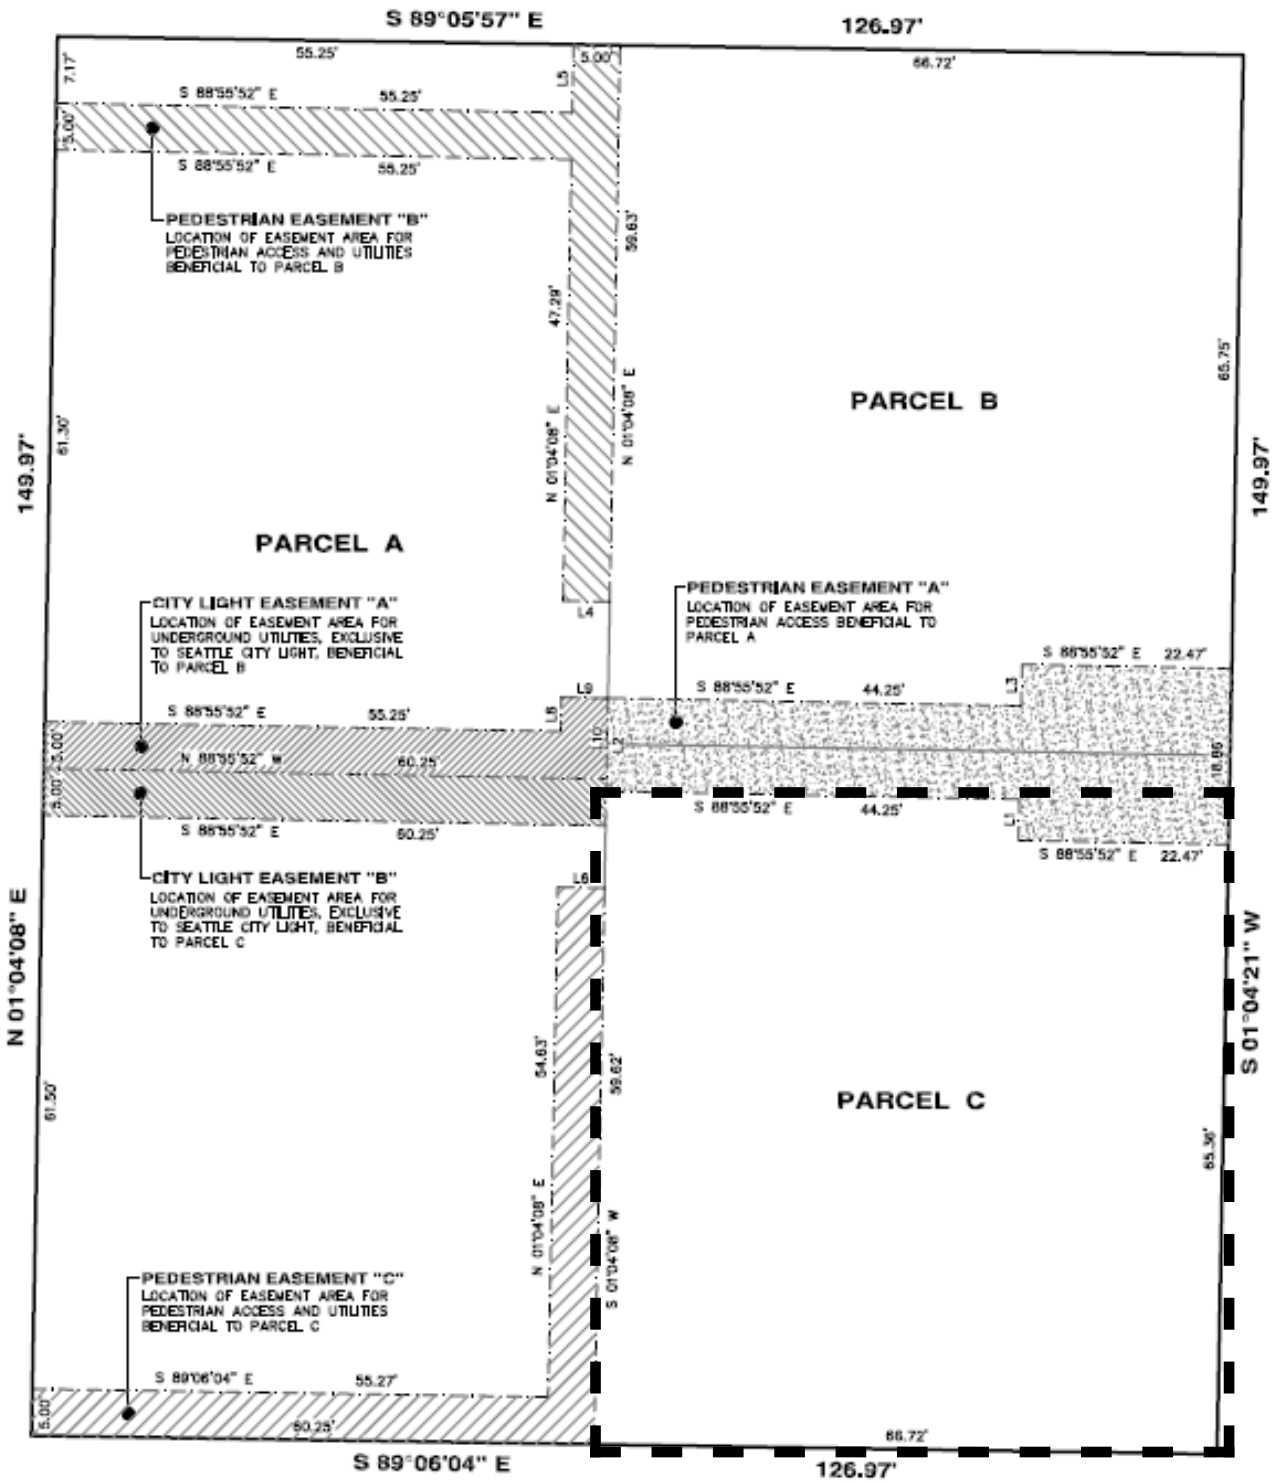 S 89°05'57" E
126.97'
55.25'
5.00'
66.72'
7.17'
L5
S 88°55'52" E
55.25'
5.00'
S 88°55'52" E
55.25'
PEDESTRIAN EASEMENT "B"
LOCATION OF EASEMENT AREA FOR
PEDESTRIAN ACCESS AND UTILITIES
BENEFICIAL TO PARCEL B
59.63'
47.29'
N 01°04'08" E
N 01°04'08" E
65.75'
PARCEL B
61.30'
149.97'
149.97'
PARCEL A
CITY LIGHT EASEMENT "A"
LOCATION OF EASEMENT AREA FOR
UNDERGROUND UTILITIES, EXCLUSIVE
TO SEATTLE CITY LIGHT, BENEFICIAL
TO PARCEL B
L4
PEDESTRIAN EASEMENT "A"
LOCATION OF EASEMENT AREA FOR
PEDESTRIAN ACCESS BENEFICIAL TO
PARCEL A
S 88°55'52" E
22.47'
L3
S 88°55'52" E
44.25'
L9
L8
S 88°55'52" E
55.25'
L10
L2
5.00'
N 88°55'52" W
60.25'
18.86'
5.00'
S 88°55'52" E
60.25'
S 88°55'52" E
44.25'
L1
S 88°55'52" E
22.47'
CITY LIGHT EASEMENT "B"
LOCATION OF EASEMENT AREA FOR
UNDERGROUND UTILITIES, EXCLUSIVE
TO SEATTLE CITY LIGHT, BENEFICIAL
TO PARCEL C
L6
N 01°04'08" E
S 01°04'21" W
54.63'
59.62'
61.50'
PARCEL C
65.36'
N 01°04'08" E
S 01°04'08" W
PEDESTRIAN EASEMENT "C"
LOCATION OF EASEMENT AREA FOR
PEDESTRIAN ACCESS AND UTILITIES
BENEFICIAL TO PARCEL C
S 89°06'04" E
55.27'
5.00'
60.25'
66.72'
S 89°06'04" E
126.97'